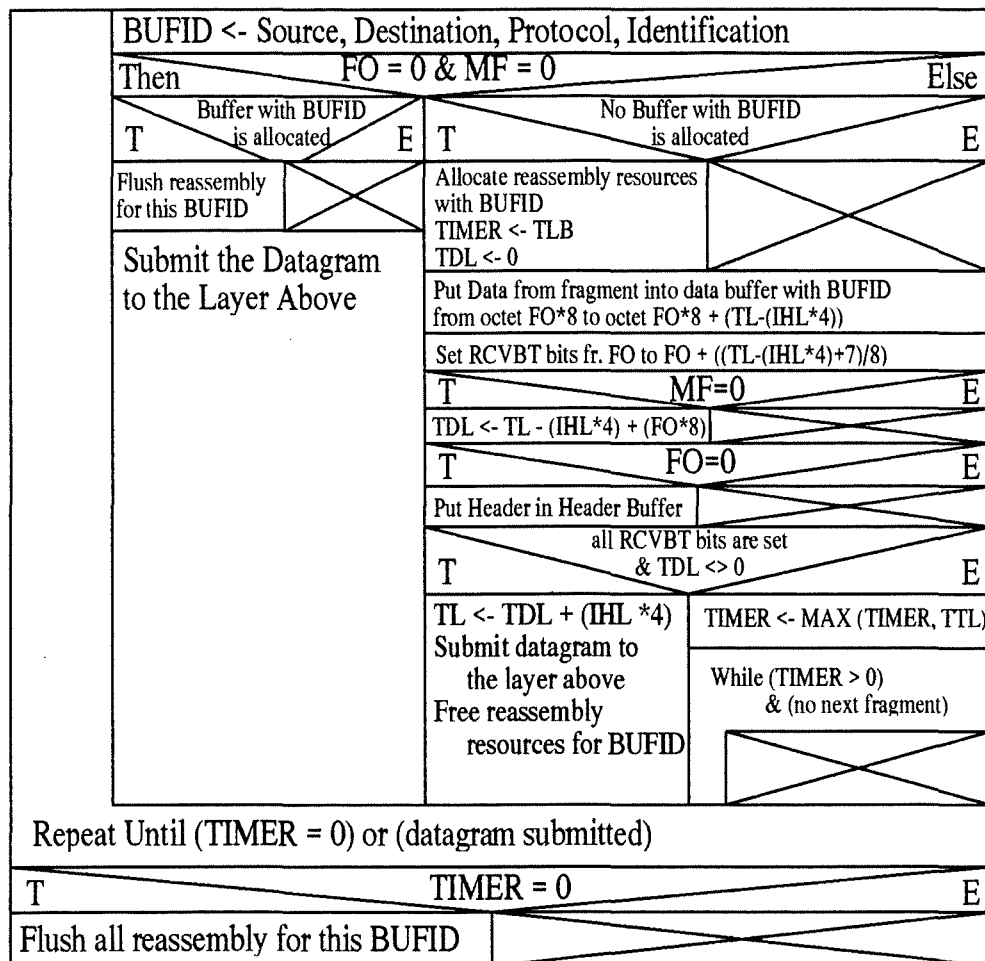 BUFID <- Source, Destination, Protocol, Identification
Then FO = 0 & MF = 0 Else
Buffer with BUFID
T is allocated E
No Buffer with BUFID
T is allocated E
Flush reassembly
for this BUFID
Submit the Datagram
to the Layer Above
Allocate reassembly resources
with BUFID
TIMER <- TLB
TDL <- 0
Put Data from fragment into data buffer with BUFID
from octet FO*8 to octet FO*8 + (TL-(IHL*4))
Set RCVBT bits fr. FO to FO + ((TL-(IHL*4)+7)/8)
T MF=0 E
TDL <- TL - (IHL*4) + (FO*8)
T FO=0 E
Put Header in Header Buffer
all RCVBT bits are set
T & TDL <> 0 E
TL <- TDL + (IHL *4)
Submit datagram to
the layer above
Free reassembly
resources for BUFID
TIMER <- MAX (TIMER, TTL)
While (TIMER > 0)
& (no next fragment)
Repeat Until (TIMER = 0) or (datagram submitted)
T TIMER = 0 E
Flush all reassembly for this BUFID